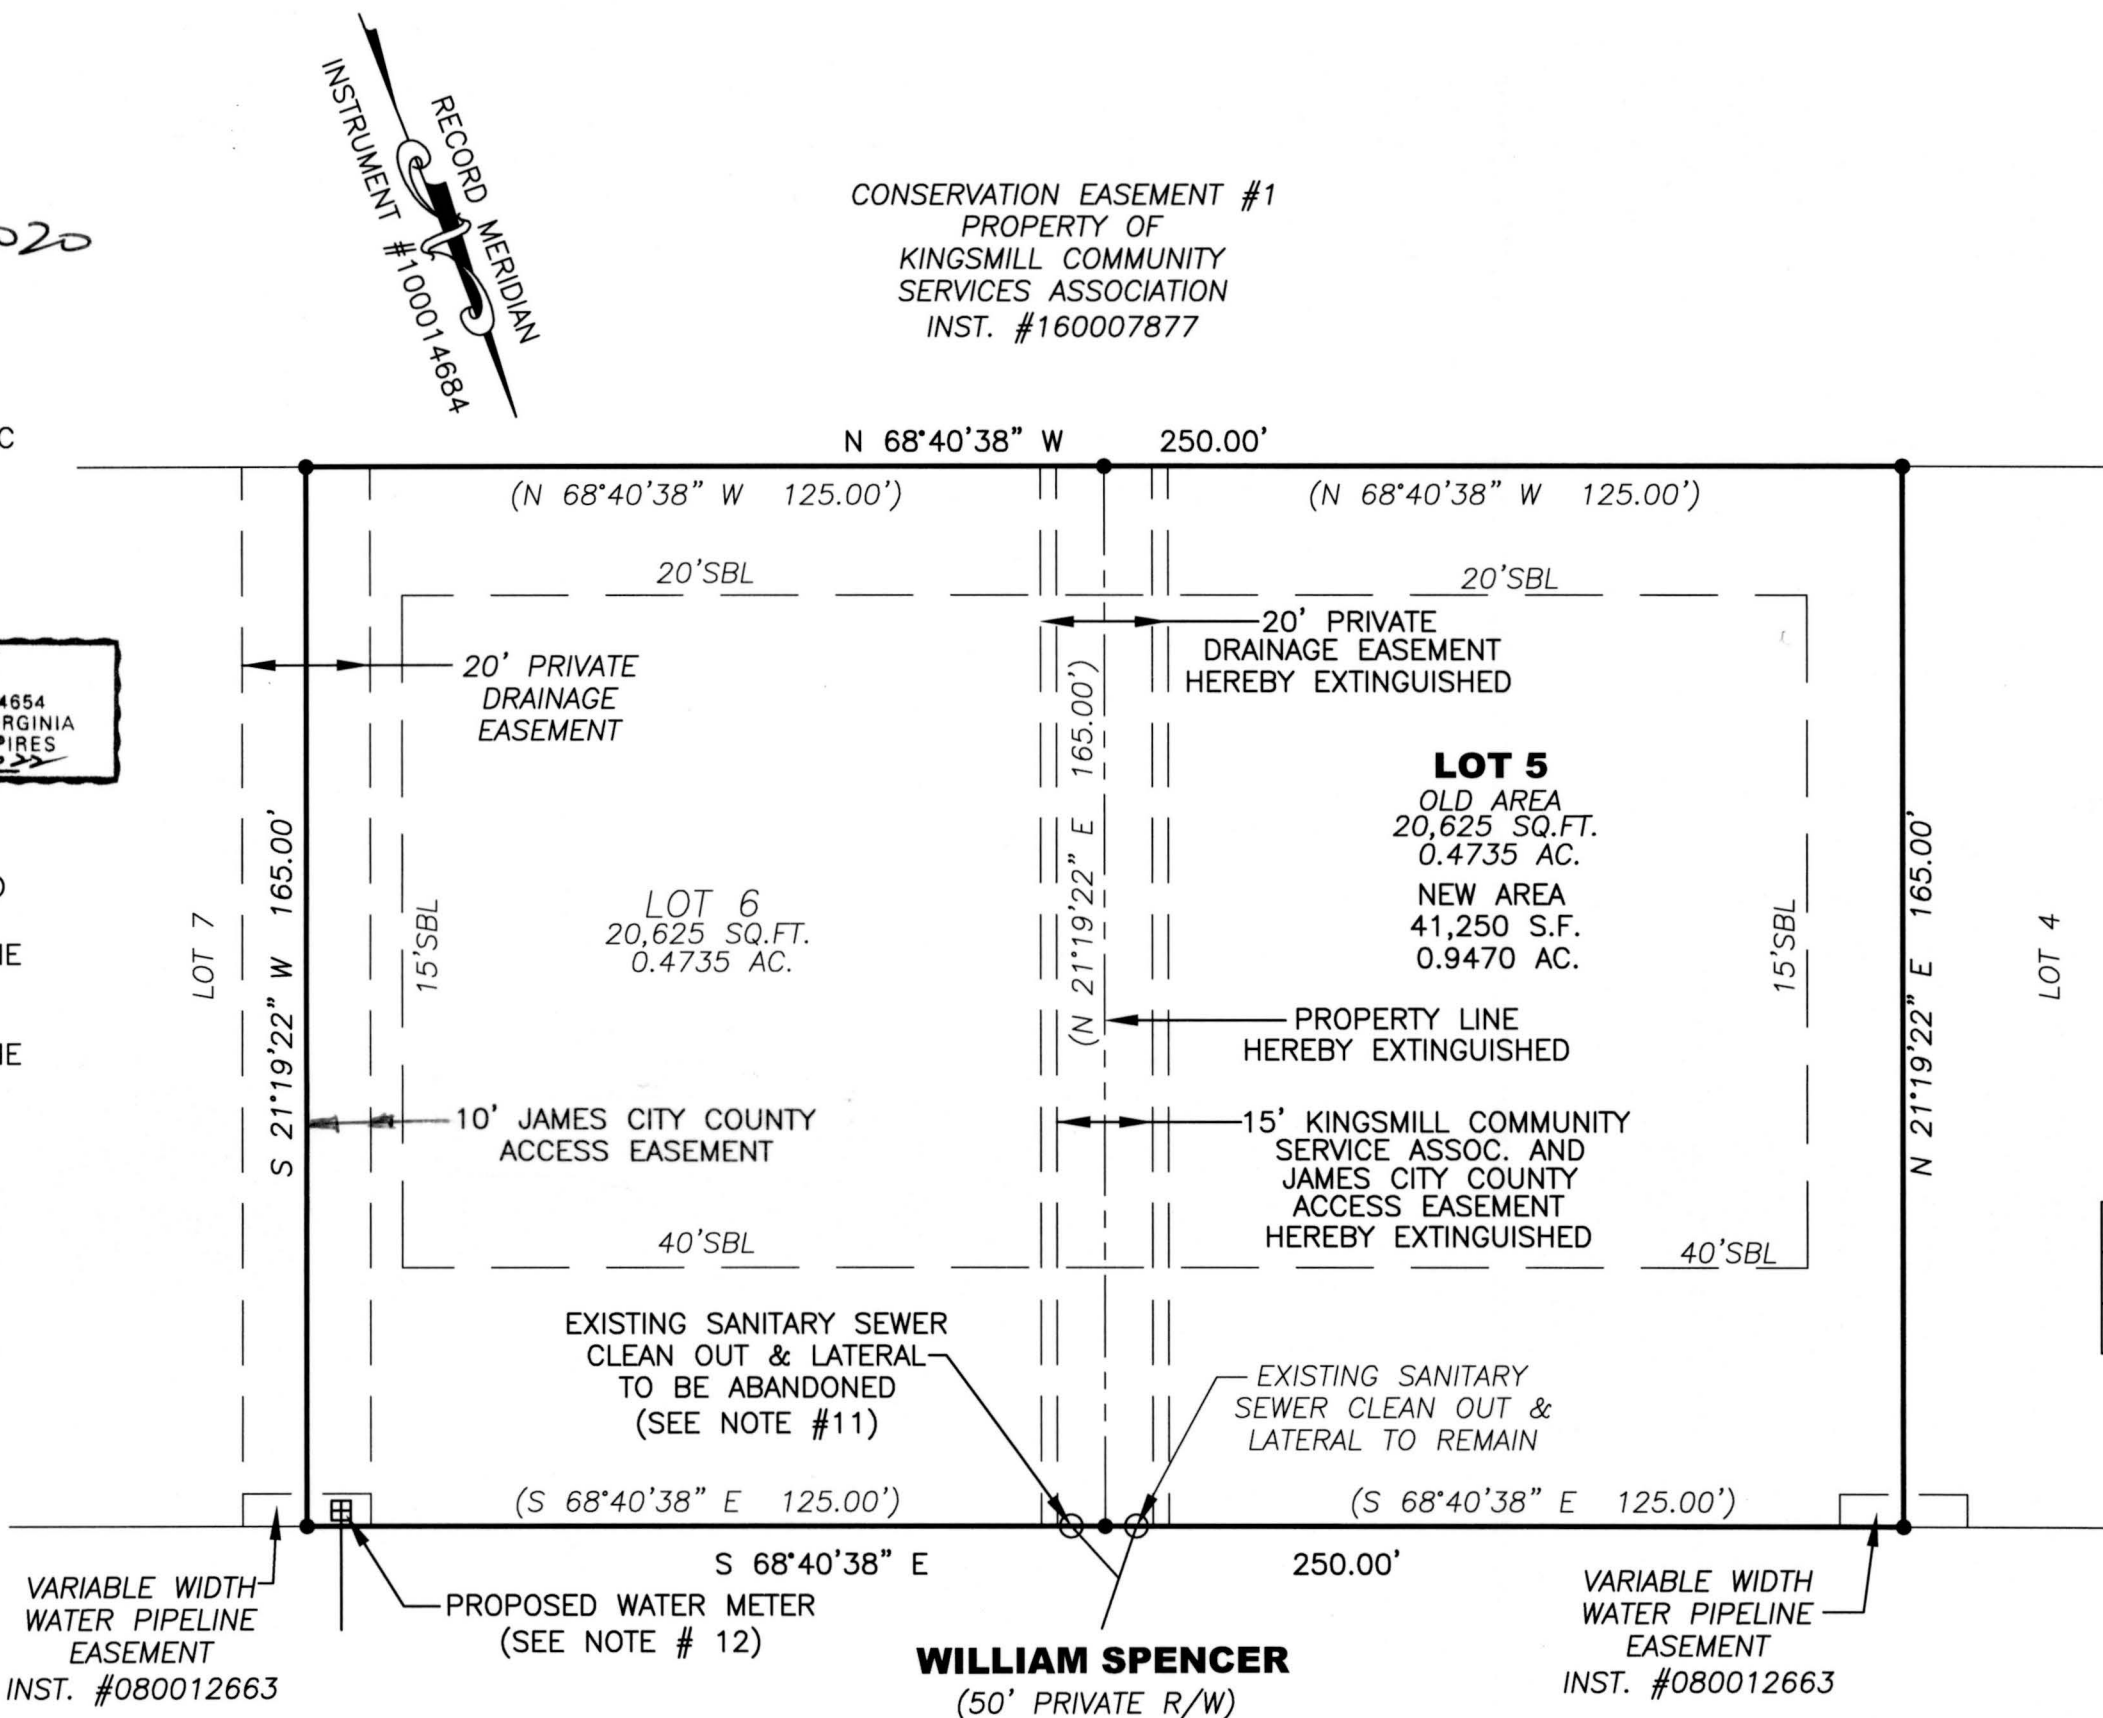 RECORD MERIDIAN
INSTRUMENT #100014684
020
CONSERVATION EASEMENT #1
PROPERTY OF
KINGSMILL COMMUNITY
SERVICES ASSOCIATION
INST. #160007877
C
N 68°40'38" W 250.00'
(N 68°40'38" W 125.00')
(N 68°40'38" W 125.00')
20'SBL
20'SBL
20' PRIVATE
DRAINAGE
EASEMENT
20' PRIVATE
DRAINAGE EASEMENT
HEREBY EXTINGUISHED
4654
RGINIA
PIRES
22
LOT 7
S 21°19'22" W 165.00'
15'SBL
LOT 6
20,625 SQ.FT.
0.4735 AC.
(N 21°19'22" E 165.00')
LOT 5
OLD AREA
20,625 SQ.FT.
0.4735 AC.
NEW AREA
41,250 S.F.
0.9470 AC.
15'SBL
N 21°19'22" E 165.00'
LOT 4
NE
NE
PROPERTY LINE
HEREBY EXTINGUISHED
10' JAMES CITY COUNTY
ACCESS EASEMENT
15' KINGSMILL COMMUNITY
SERVICE ASSOC. AND
JAMES CITY COUNTY
ACCESS EASEMENT
HEREBY EXTINGUISHED
40'SBL
40'SBL
EXISTING SANITARY SEWER
CLEAN OUT & LATERAL
TO BE ABANDONED
(SEE NOTE #11)
EXISTING SANITARY
SEWER CLEAN OUT &
LATERAL TO REMAIN
(S 68°40'38" E 125.00')
(S 68°40'38" E 125.00')
S 68°40'38" E 250.00'
VARIABLE WIDTH
WATER PIPELINE
EASEMENT
INST. #080012663
PROPOSED WATER METER
(SEE NOTE # 12)
WILLIAM SPENCER
(50' PRIVATE R/W)
VARIABLE WIDTH
WATER PIPELINE
EASEMENT
INST. #080012663